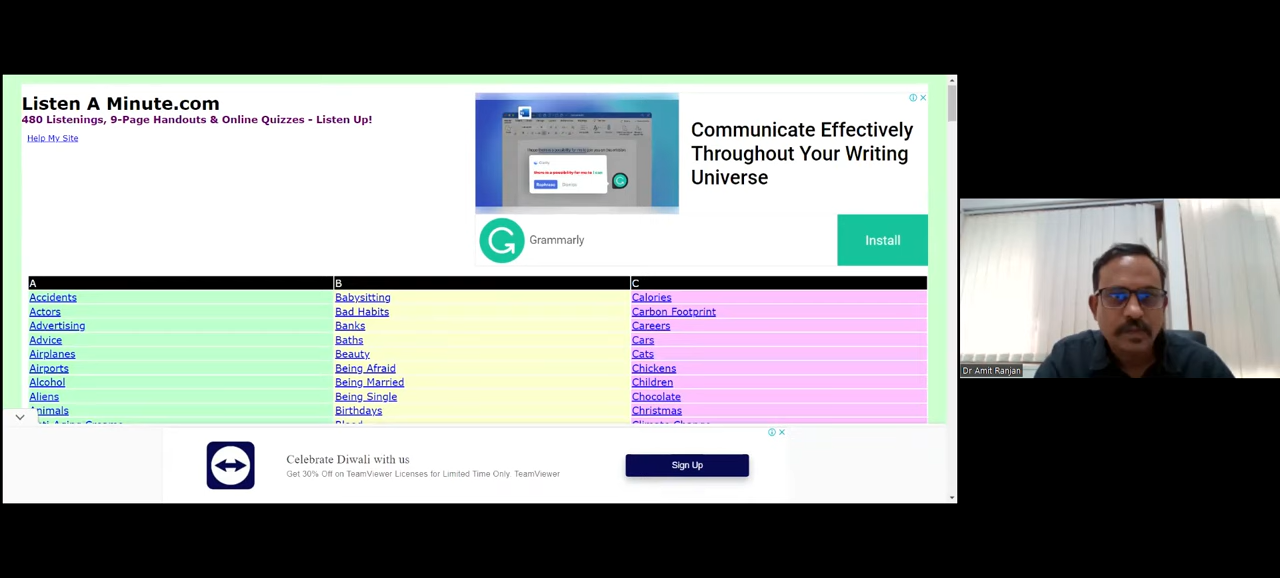 Listen A Minute.com
480 Listenings, 9-Page Handouts & Online Quizzes - Listen Up!
Help My Site
Communicate Effectively
Throughout Your Writing
Universe
Grammarly
Install
A B C
Accidents Babysitting Calories
Actors Bad Habits Carbon Footprint
Advertising Banks Careers
Advice Baths Cars
Airplanes Beauty Cats
Airports Being Afraid Chickens
Alcohol Being Married Children
Aliens Being Single Chocolate
Animals Birthdays Christmas
Celebrate Diwali with us
Get 30% Off on TeamViewer Licenses for Limited Time Only. TeamViewer
Sign Up
Dr Amit Ranjan